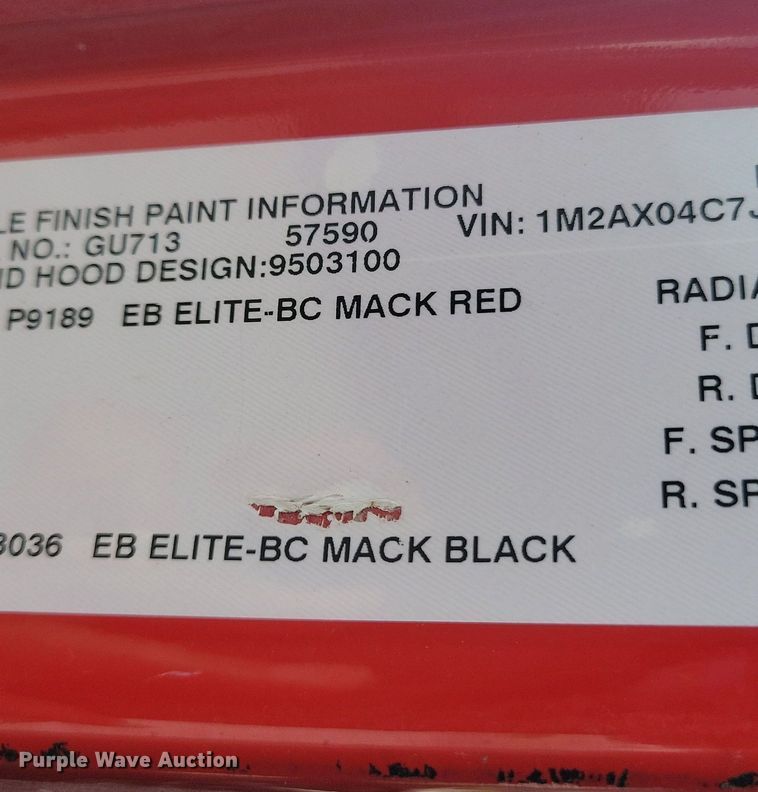 LE FINISH PAINT INFORMATION
NO.: GU713 57590 VIN: 1M2AX04C7J
D HOOD DESIGN:9503100
P9189 EB ELITE-BC MACK RED
RADIA
F. D
R. D
F. SP
R. SP
3036 EB ELITE-BC MACK BLACK
Purple Wave Auction